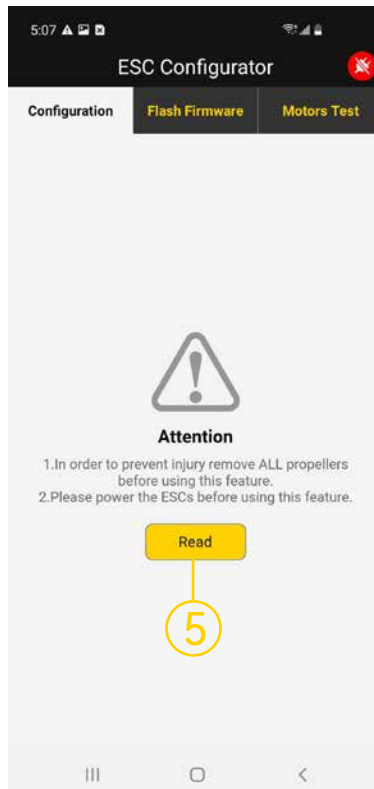 5:07
ESC Configurator
Configuration Flash Firmware Motors Test
Attention
1.In order to prevent injury remove ALL propellers
before using this feature.
2.Please power the ESCs before using this feature.
Read
5